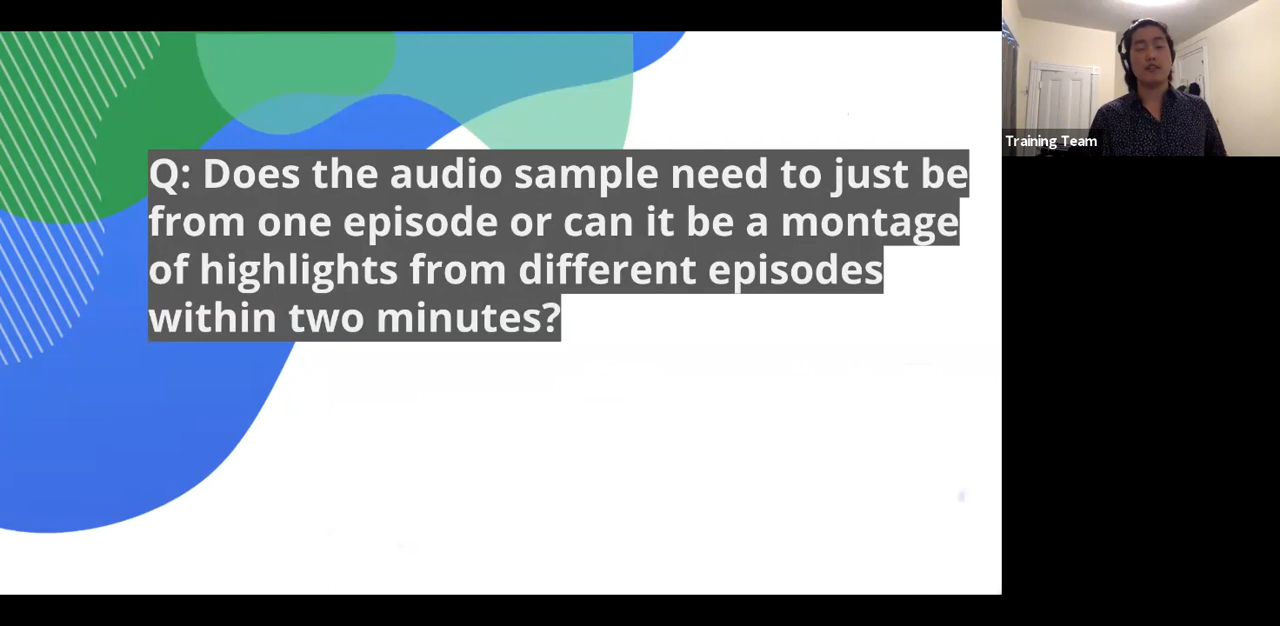 Q: Does the audio sample need to just be
from one episode or can it be a montage
of highlights from different episodes
within two minutes?
Training Team